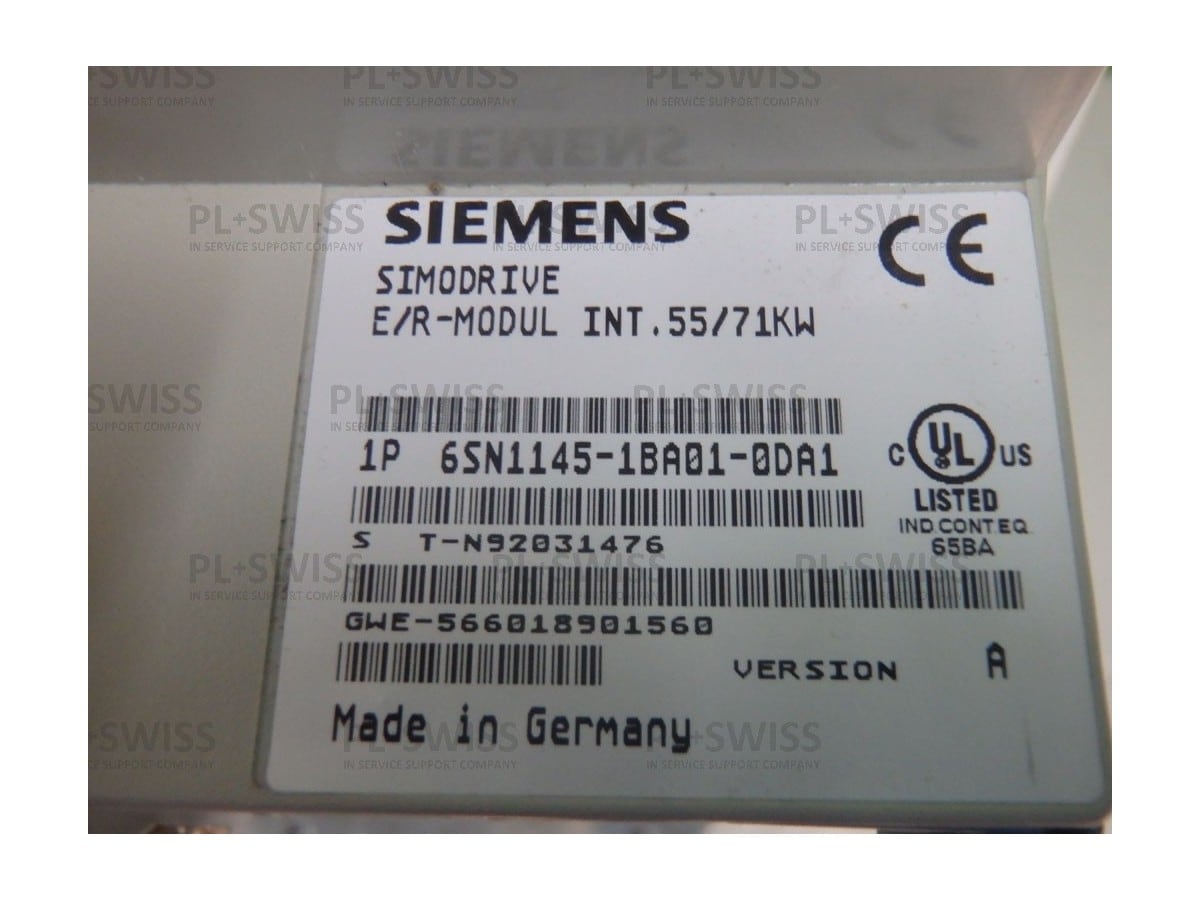 PL+SWISS
IN SERVICE SUPPORT COMPANY
SIEMENS
CE
SIMODRIVE
E/R-MODUL INT.55/71KW
1P 6SN1145-1BA01-0DA1
C UL US
LISTED
IND.CONT.EQ.
65BA
S T-N92031476
GWE-566018901560
VERSION A
Made in Germany